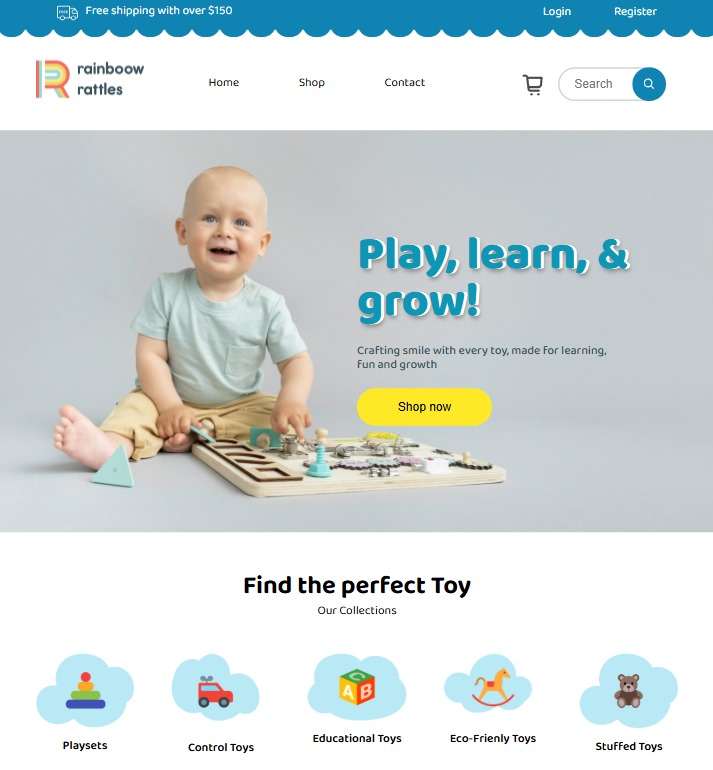 FREE
Free shipping with over $150
Login
Register
rainboow
rattles
Home
Shop
Contact
Search
Play, learn, &
grow!
Crafting smile with every toy, made for learning,
fun and growth
Shop now
Find the perfect Toy
Our Collections
C
A B
Playsets
Control Toys
Educational Toys
Eco-Frienly Toys
Stuffed Toys